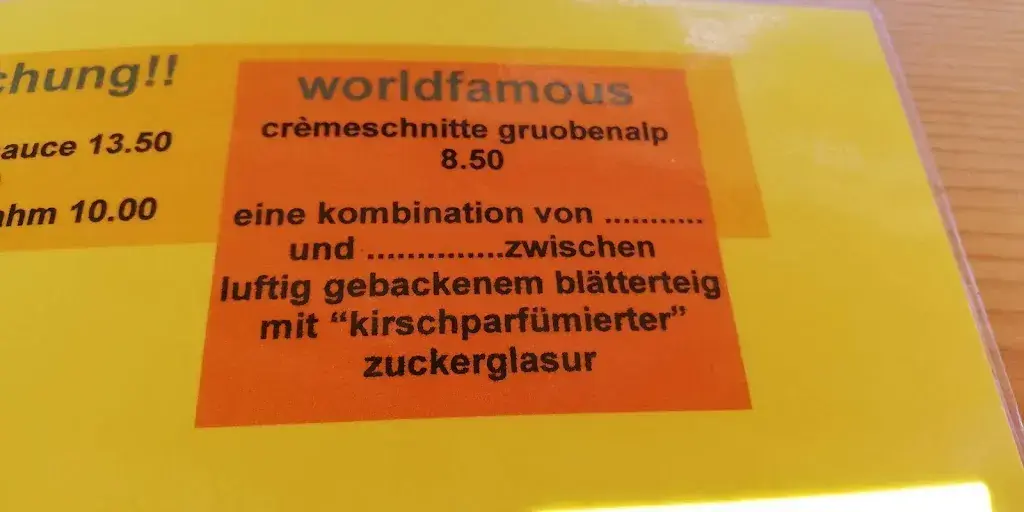 chung!!
auce 13.50
ahm 10.00
worldfamous
crèmeschnitte gruobenalp
8.50
eine kombination von ...........
und ...............zwischen
luftig gebackenem blätterteig
mit “kirschparfümierter”
zuckerglasur